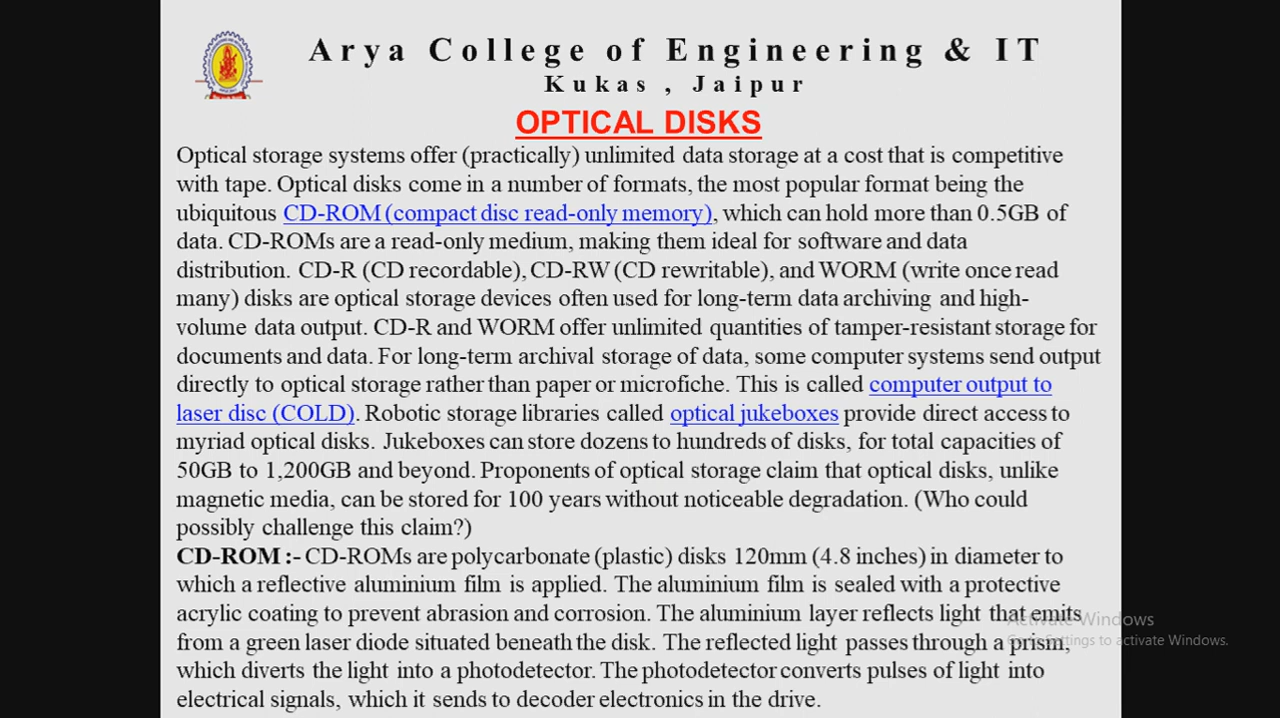 Arya College of Engineering & IT
Kukas , Jaipur
OPTICAL DISKS
Optical storage systems offer (practically) unlimited data storage at a cost that is competitive
with tape. Optical disks come in a number of formats, the most popular format being the
ubiquitous CD-ROM (compact disc read-only memory), which can hold more than 0.5GB of
data. CD-ROMs are a read-only medium, making them ideal for software and data
distribution. CD-R (CD recordable), CD-RW (CD rewritable), and WORM (write once read
many) disks are optical storage devices often used for long-term data archiving and high-
volume data output. CD-R and WORM offer unlimited quantities of tamper-resistant storage for
documents and data. For long-term archival storage of data, some computer systems send output
directly to optical storage rather than paper or microfiche. This is called computer output to
laser disc (COLD). Robotic storage libraries called optical jukeboxes provide direct access to
myriad optical disks. Jukeboxes can store dozens to hundreds of disks, for total capacities of
50GB to 1,200GB and beyond. Proponents of optical storage claim that optical disks, unlike
magnetic media, can be stored for 100 years without noticeable degradation. (Who could
possibly challenge this claim?)
CD-ROM :- CD-ROMs are polycarbonate (plastic) disks 120mm (4.8 inches) in diameter to
which a reflective aluminium film is applied. The aluminium film is sealed with a protective
acrylic coating to prevent abrasion and corrosion. The aluminium layer reflects light that emits
from a green laser diode situated beneath the disk. The reflected light passes through a prism,
which diverts the light into a photodetector. The photodetector converts pulses of light into
electrical signals, which it sends to decoder electronics in the drive.
Activate Windows
Go to Settings to activate Windows.